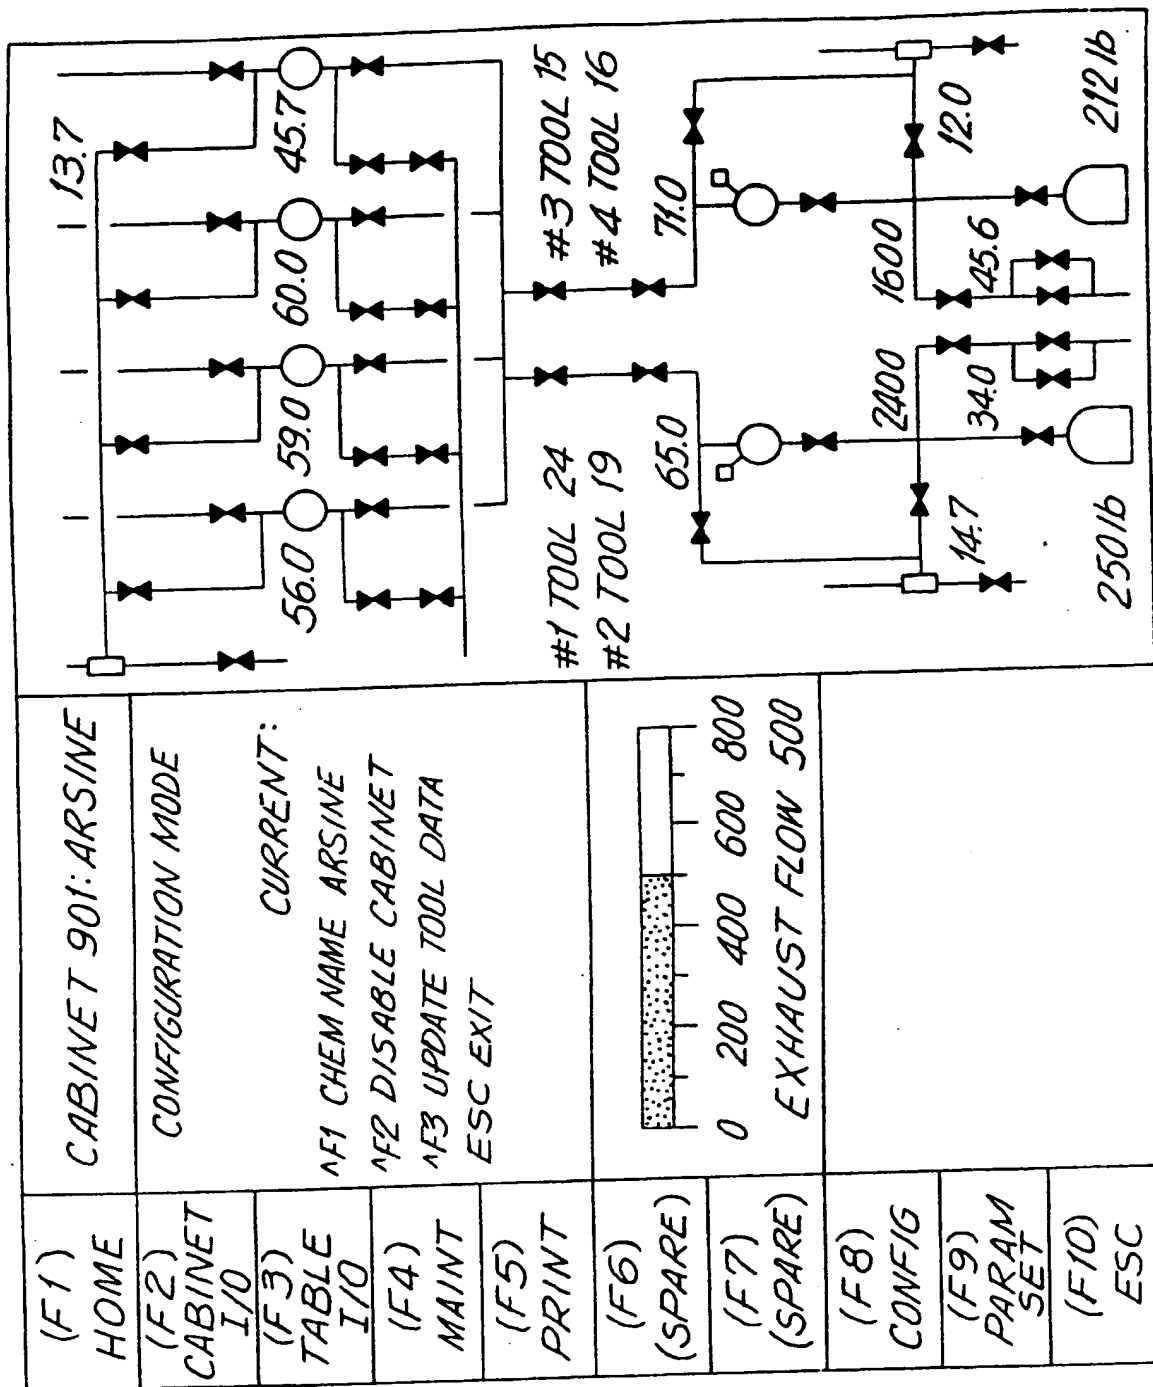 (F1)
HOME
(F2)
CABINET
I/O
(F3)
TABLE
I/O
(F4)
MAINT
(F5)
PRINT
(F6)
(SPARE)
(F7)
(SPARE)
(F8)
CONFIG
(F9)
PARAM
SET
(F10)
ESC
CABINET 901: ARSINE
CONFIGURATION MODE
CURRENT:
^F1 CHEM NAME ARSINE
^F2 DISABLE CABINET
^F3 UPDATE TOOL DATA
ESC EXIT
0 200 400 600 800
EXHAUST FLOW 500
13.7
56.0 59.0 60.0 45.7
#1 TOOL 24
#2 TOOL 19
#3 TOOL 15
#4 TOOL 16
65.0
71.0
2400
1600
14.7
34.0
45.6
12.0
250 lb
212 lb